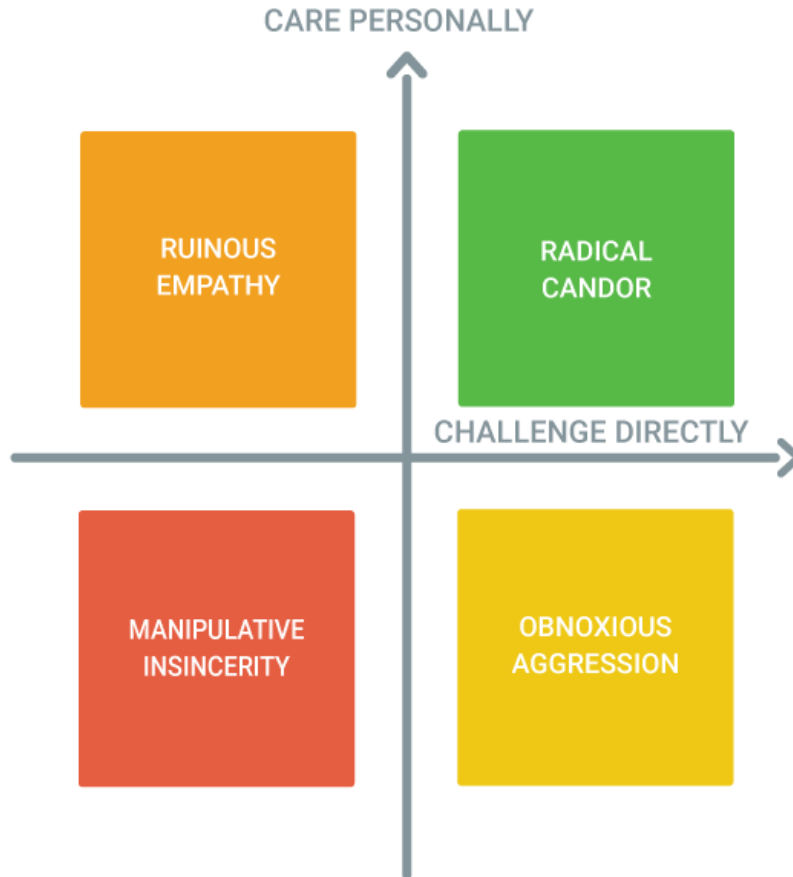 CARE PERSONALLY
RUINOUS
EMPATHY
RADICAL
CANDOR
CHALLENGE DIRECTLY
MANIPULATIVE
INSINCERITY
OBNOXIOUS
AGGRESSION